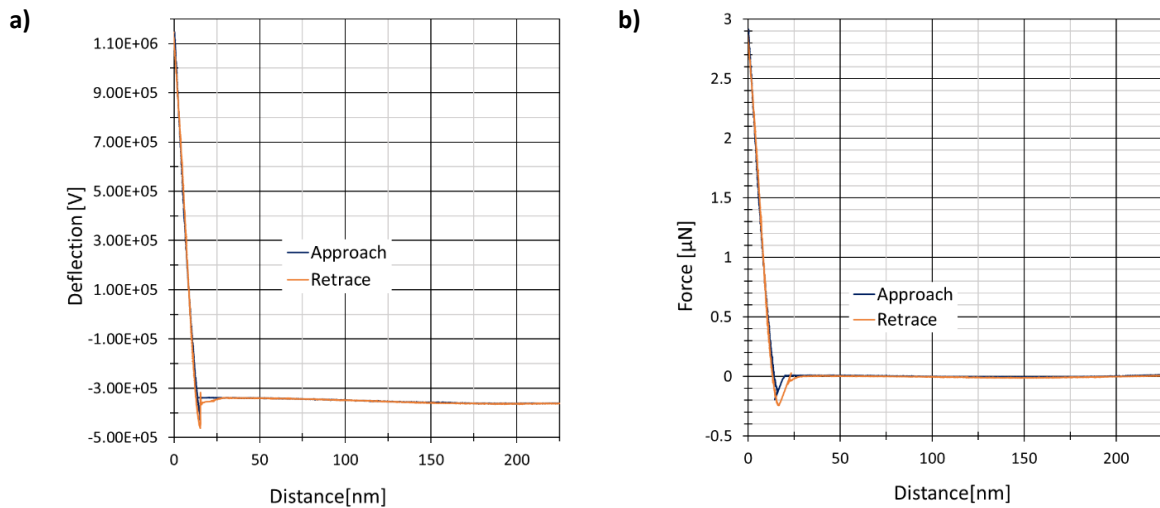 a)
1.10E+06
9.00E+05
7.00E+05
5.00E+05
3.00E+05
1.00E+05
-1.00E+05
-3.00E+05
-5.00E+05
Deflection [V]
Approach
Retrace
0
50
100
150
200
Distance[nm]
b)
3
2.5
2
1.5
1
0.5
0
-0.5
Force [µN]
Approach
Retrace
0
50
100
150
200
Distance[nm]